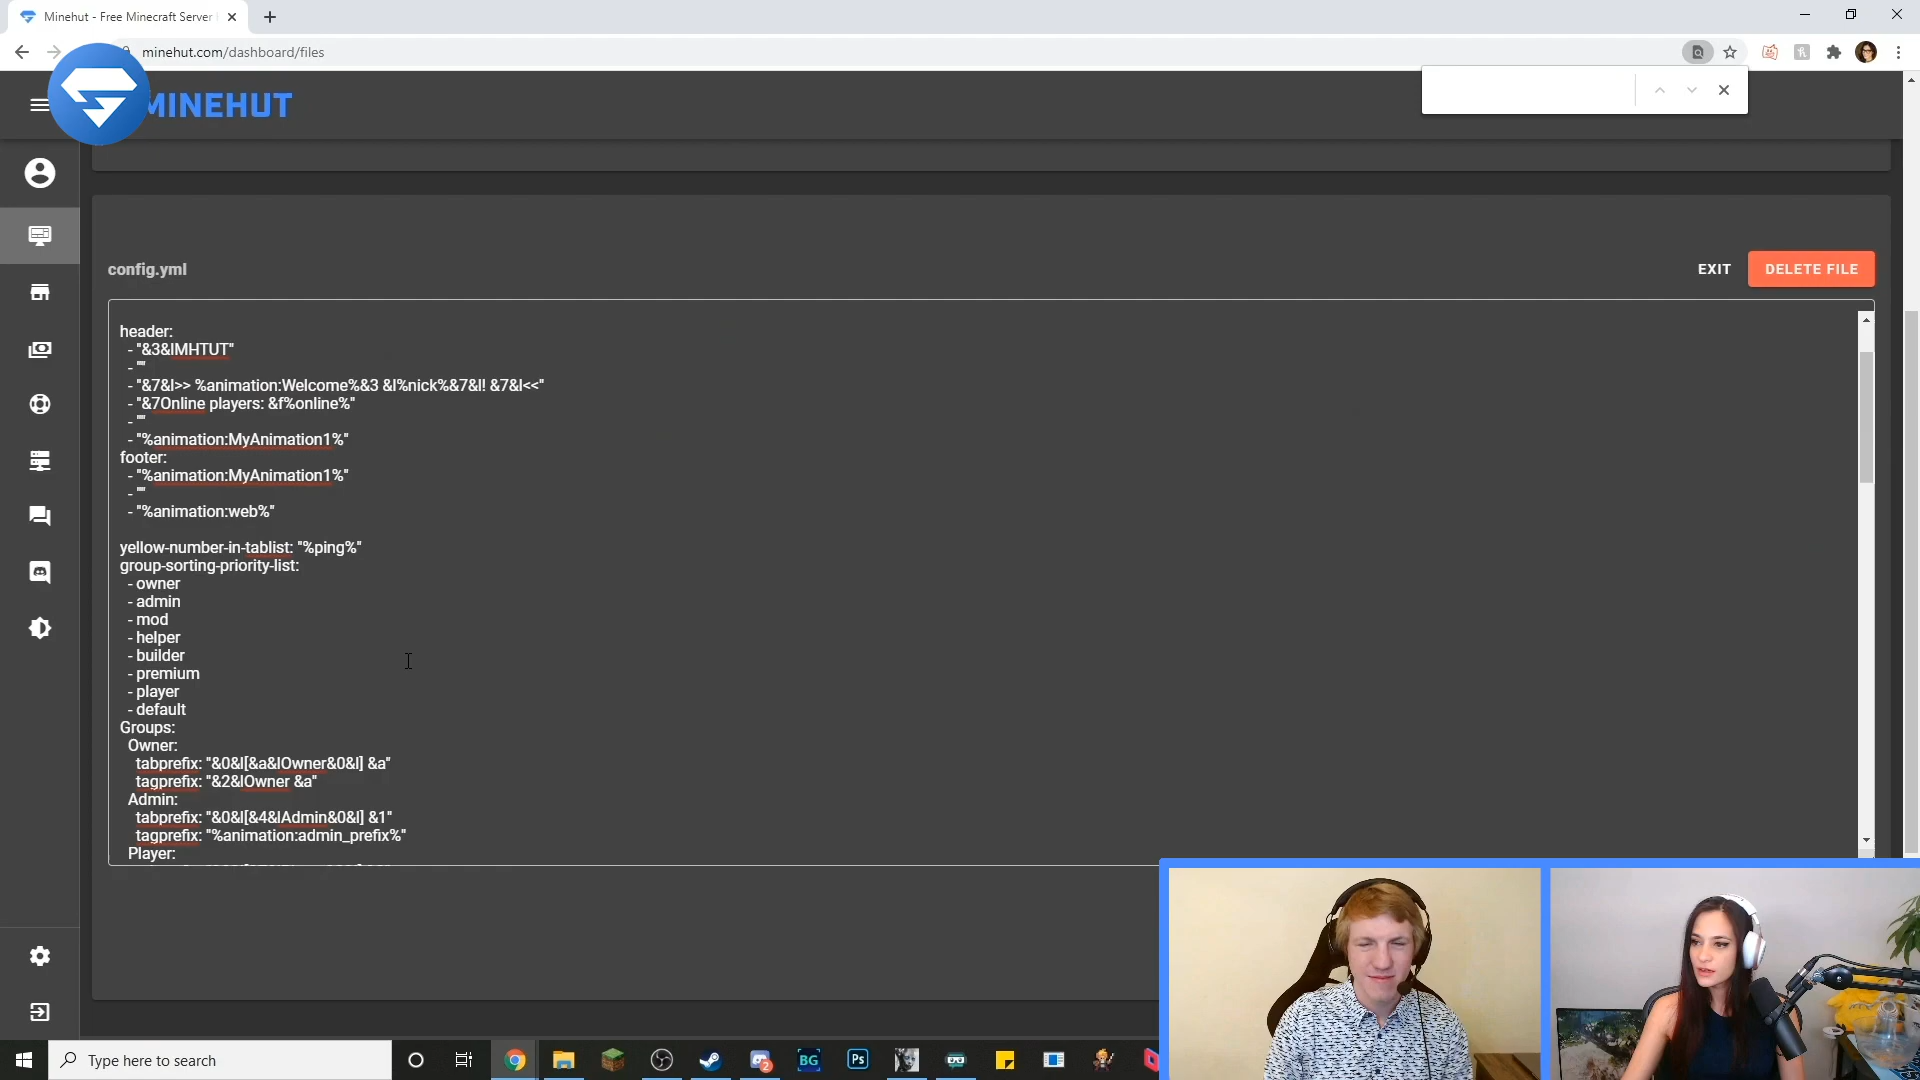 Minehut - Free Minecraft Server
minehut.com/dashboard/files
MINEHUT
config.yml
EXIT
DELETE FILE
header:
- "&3&lMHTUT"
- ""
- "&7&l>> %animation:Welcome%&3 &l%nick%&7&l! &7&l<<"
- "&7Online players: &f%online%"
- ""
- "%animation:MyAnimation1%"
footer:
- "%animation:MyAnimation1%"
- ""
- "%animation:web%"
yellow-number-in-tablist: "%ping%"
group-sorting-priority-list:
- owner
- admin
- mod
- helper
- builder
- premium
- player
- default
Groups:
Owner:
tabprefix: "&0&l[&a&lOwner&0&l] &a"
tagprefix: "&2&lOwner &a"
Admin:
tabprefix: "&0&l[&4&lAdmin&0&l] &1"
tagprefix: "%animation:admin_prefix%"
Player:
Type here to search
2
BG
Ps